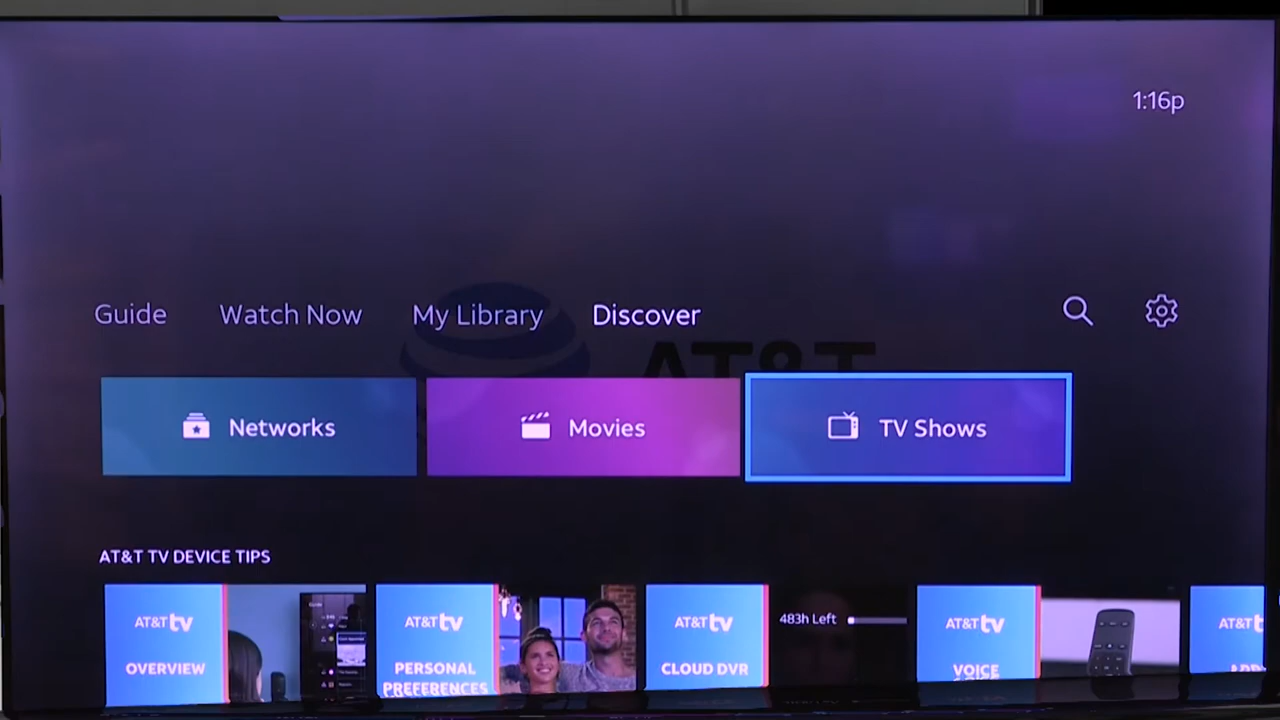 1:16p
Guide Watch Now My Library Discover
AT&T
Networks Movies TV Shows
AT&T TV DEVICE TIPS
AT&T tv
OVERVIEW
AT&T tv
PERSONAL
PREFERENCES
AT&T tv
CLOUD DVR
483h Left
AT&T tv
VOICE
AT&T